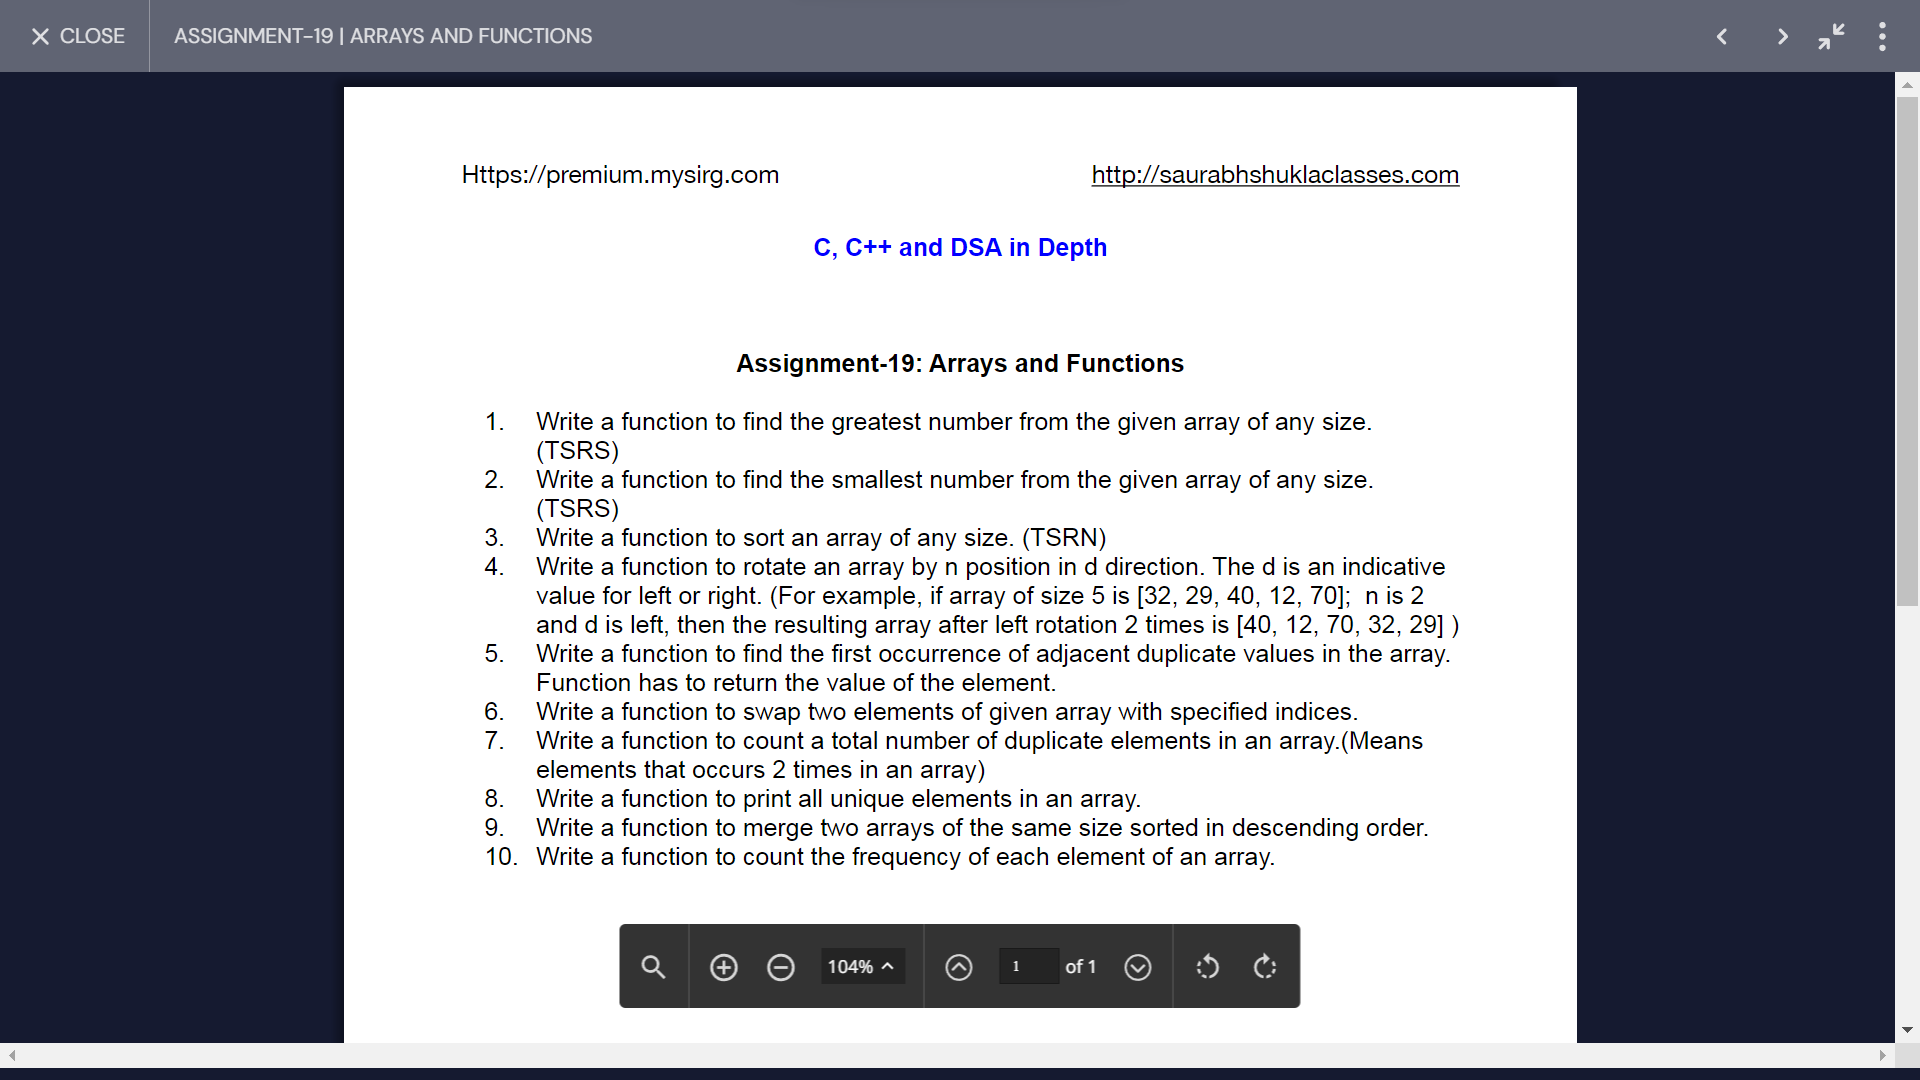 CLOSE
ASSIGNMENT-19 | ARRAYS AND FUNCTIONS
Https://premium.mysirg.com
http://saurabhshuklaclasses.com
C, C++ and DSA in Depth
Assignment-19: Arrays and Functions
1. Write a function to find the greatest number from the given array of any size.
(TSRS)
2. Write a function to find the smallest number from the given array of any size.
(TSRS)
3. Write a function to sort an array of any size. (TSRN)
4. Write a function to rotate an array by n position in d direction. The d is an indicative
value for left or right. (For example, if array of size 5 is [32, 29, 40, 12, 70]; n is 2
and d is left, then the resulting array after left rotation 2 times is [40, 12, 70, 32, 29] )
5. Write a function to find the first occurrence of adjacent duplicate values in the array.
Function has to return the value of the element.
6. Write a function to swap two elements of given array with specified indices.
7. Write a function to count a total number of duplicate elements in an array.(Means
elements that occurs 2 times in an array)
8. Write a function to print all unique elements in an array.
9. Write a function to merge two arrays of the same size sorted in descending order.
10. Write a function to count the frequency of each element of an array.
104%
1 of 1